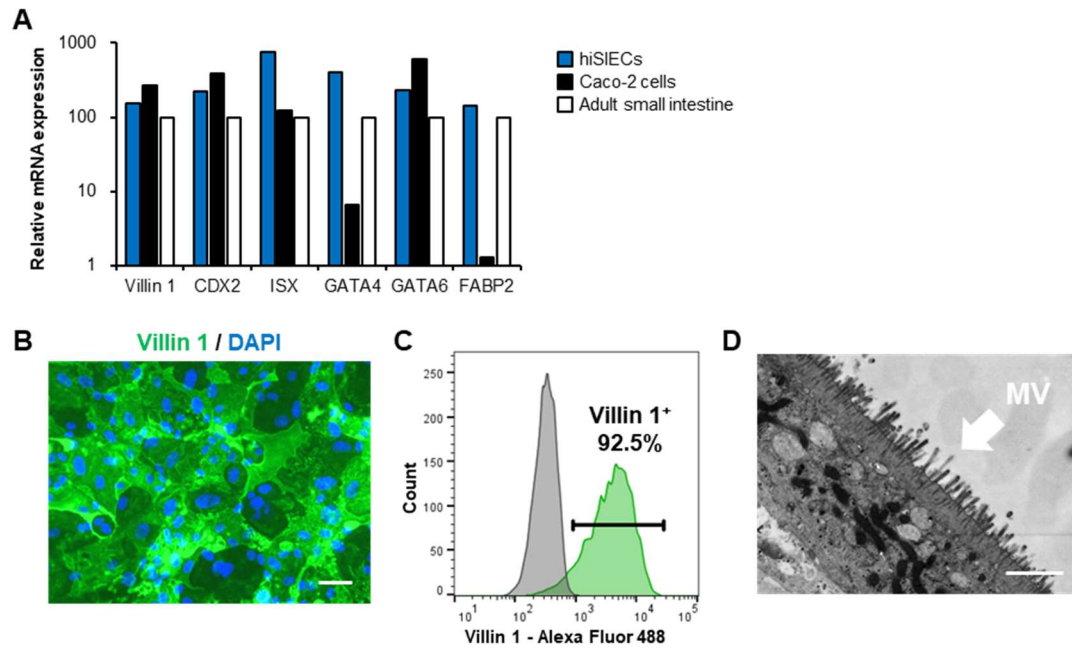 A
Relative mRNA expression
1000
100
10
1
Villin 1 CDX2 ISX GATA4 GATA6 FABP2
hiSIECs
Caco-2 cells
Adult small intestine
B
Villin 1 / DAPI
C
Count
250
200
150
100
50
0
Villin 1⁺
92.5%
10¹ 10² 10³ 10⁴ 10⁵
Villin 1 - Alexa Fluor 488
D
MV